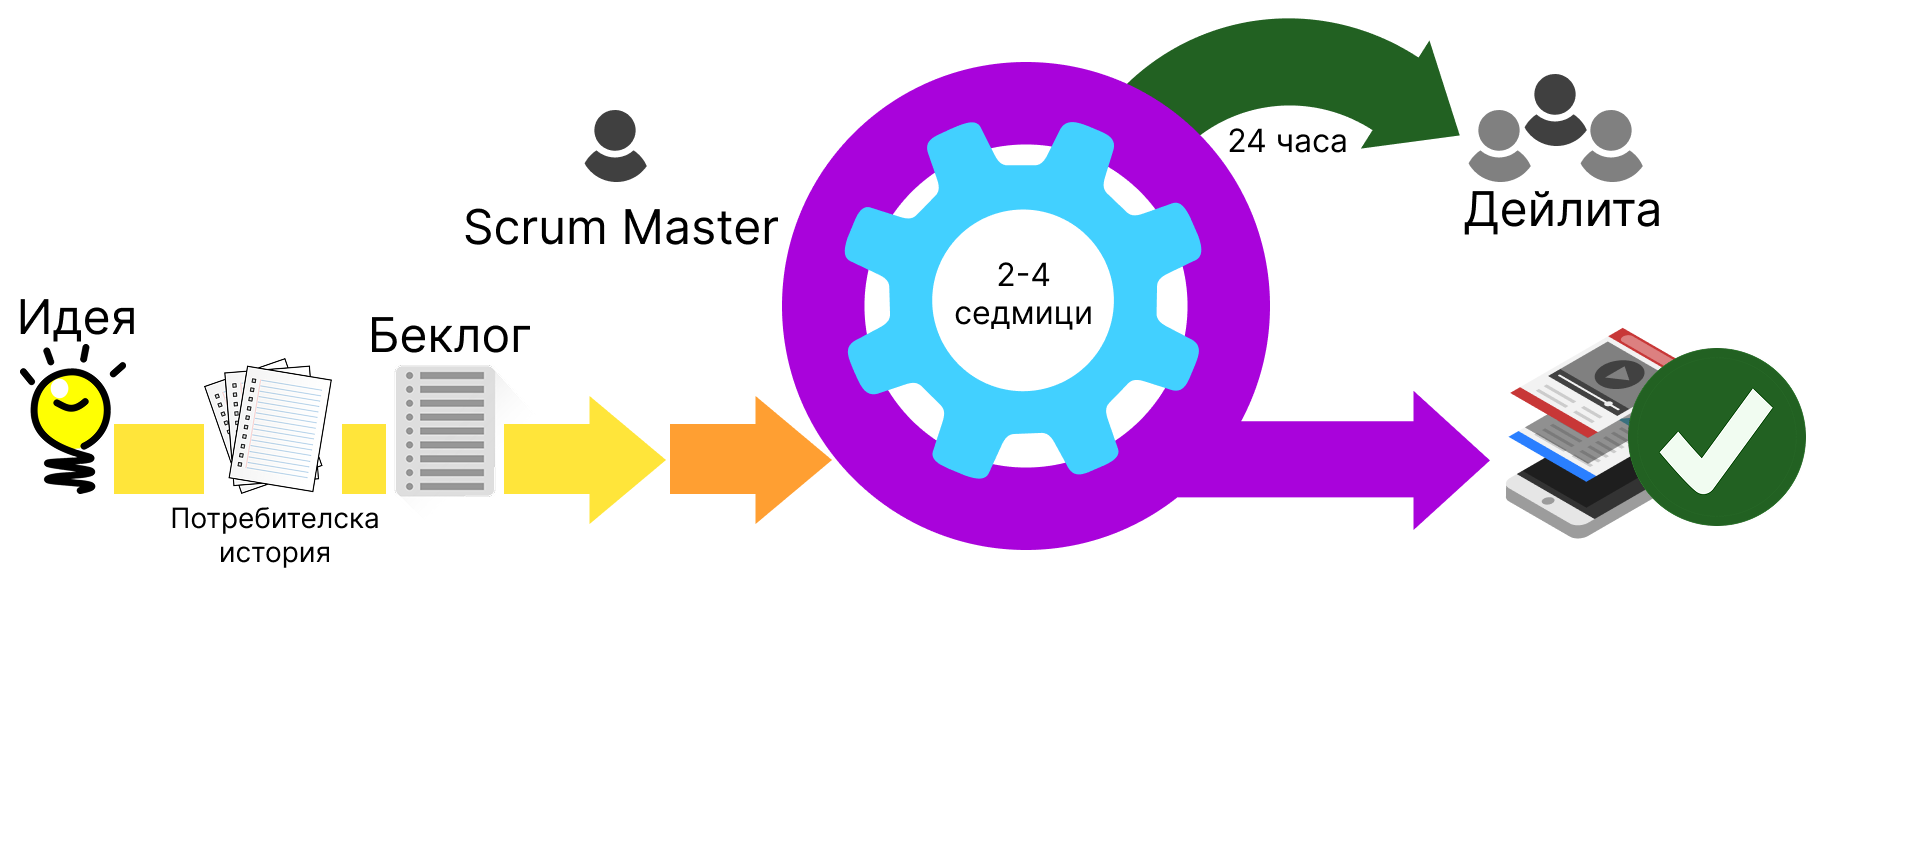 Идея
Потребителска
история
Беклог
Scrum Master
2-4
седмици
24 часа
Дейлита